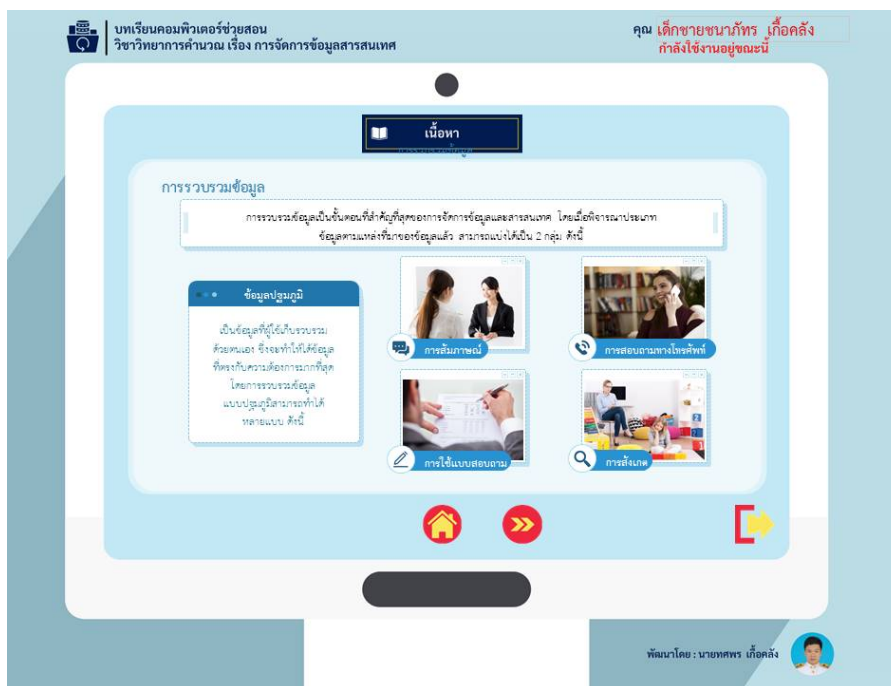 บทเรียนคอมพิวเตอร์ช่วยสอน
วิชาวิทยาการคำนวณ เรื่อง การจัดการข้อมูลสารสนเทศ
คุณ เด็กชายชนาภัทร เกื้อคลัง
กำลังใช้งานอยู่ขณะนี้
เนื้อหา
การรวบรวมข้อมูล
การรวบรวมข้อมูล
การรวบรวมข้อมูลเป็นขั้นตอนที่สำคัญที่สุดของการจัดการข้อมูลและสารสนเทศ โดยเมื่อพิจารณาประเภท
ข้อมูลตามแหล่งที่มาของข้อมูลแล้ว สามารถแบ่งได้เป็น 2 กลุ่ม ดังนี้
ข้อมูลปฐมภูมิ
เป็นข้อมูลที่ผู้ใช้เก็บรวบรวม
ด้วยตนเอง ซึ่งจะทำให้ได้ข้อมูล
ที่ตรงกับความต้องการมากที่สุด
โดยการรวบรวมข้อมูล
แบบปฐมภูมิสามารถทำได้
หลายแบบ ดังนี้
การสัมภาษณ์
การสอบถามทางโทรศัพท์
การใช้แบบสอบถาม
การสังเกต
พัฒนาโดย : นายทศพร เกื้อคลัง